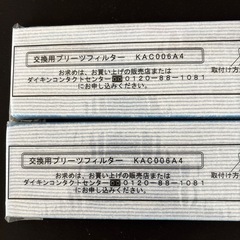 交換用プリーツフィルター KAC006A4
取付け方
お求めは、お買い上げの販売店または
ダイキンコンタクトセンター 0120-88-1081
にお申し込みください。
交換用プリーツフィルター KAC006A4
取付け
お求めは、お買い上げの販売店または
ダイキンコンタクトセンター 0120-88-1081
にお申し込みください。